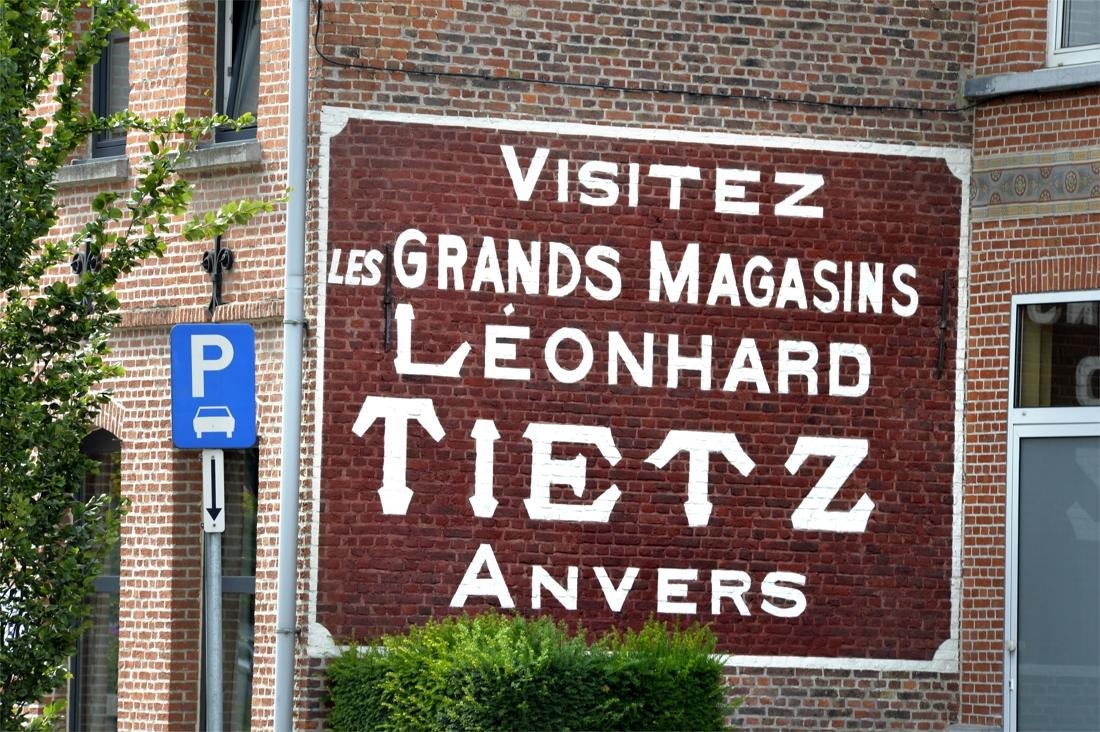 VISITEZ
LES GRANDS MAGASINS
LÉONHARD
TIETZ
ANVERS
P